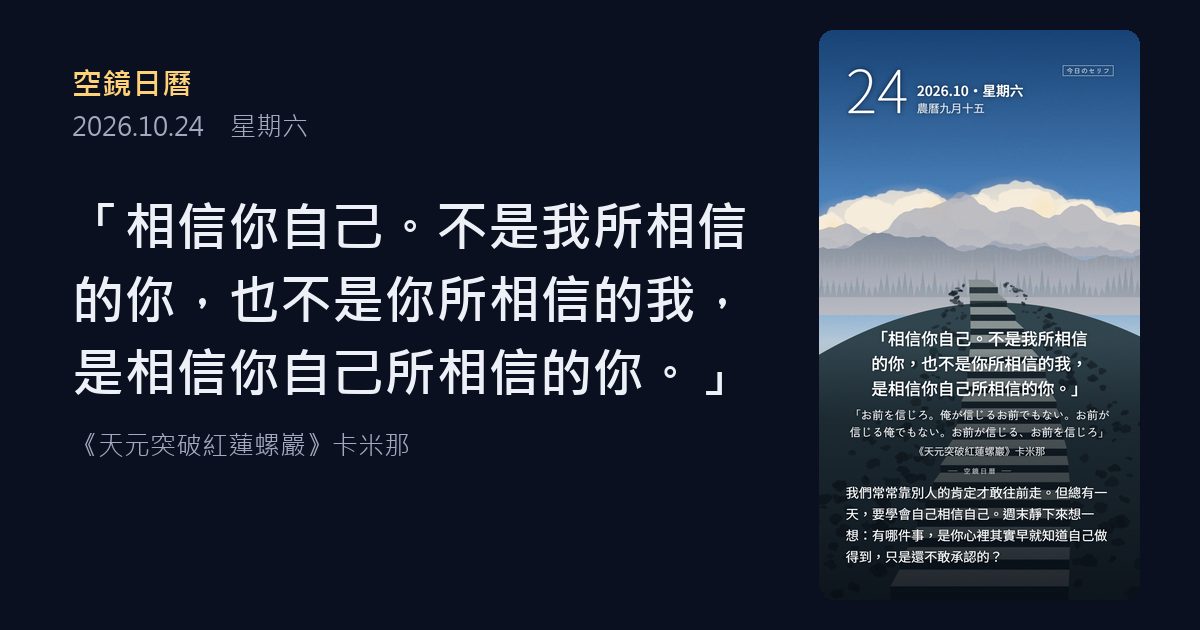 空鏡日曆
2026.10.24 星期六
「相信你自己。不是我所相信
的你，也不是你所相信的我，
是相信你自己所相信的你。」
《天元突破紅蓮螺巖》卡米那
今日のセリフ
24
2026.10・星期六
農曆九月十五
「相信你自己。不是我所相信
的你，也不是你所相信的我，
是相信你自己所相信的你。」
「お前を信じろ。俺が信じるお前でもない。お前が
信じる俺でもない。お前が信じる、お前を信じろ」
《天元突破紅蓮螺巖》卡米那
空鏡日曆
我們常常靠別人的肯定才敢往前走。但總有一
天，要學會自己相信自己。週末靜下來想一
想：有哪件事，是你心裡其實早就知道自己做
得到，只是還不敢承認的？